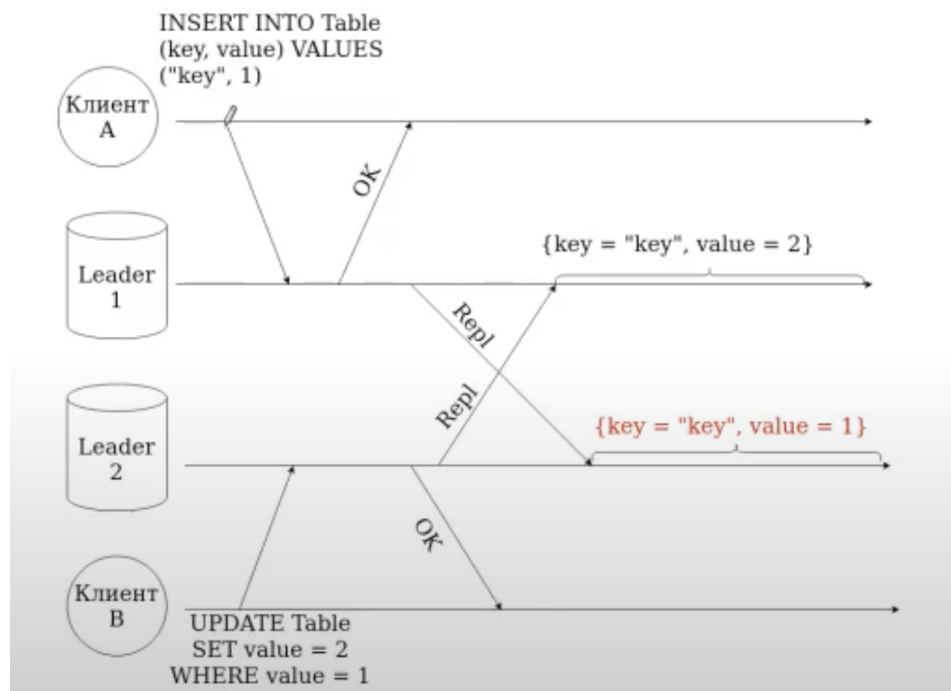 INSERT INTO Table
(key, value) VALUES
("key", 1)
Клиент
A
OK
Leader
1
{key = "key", value = 2}
Repl
Repl
Leader
2
{key = "key", value = 1}
OK
Клиент
B
UPDATE Table
SET value = 2
WHERE value = 1